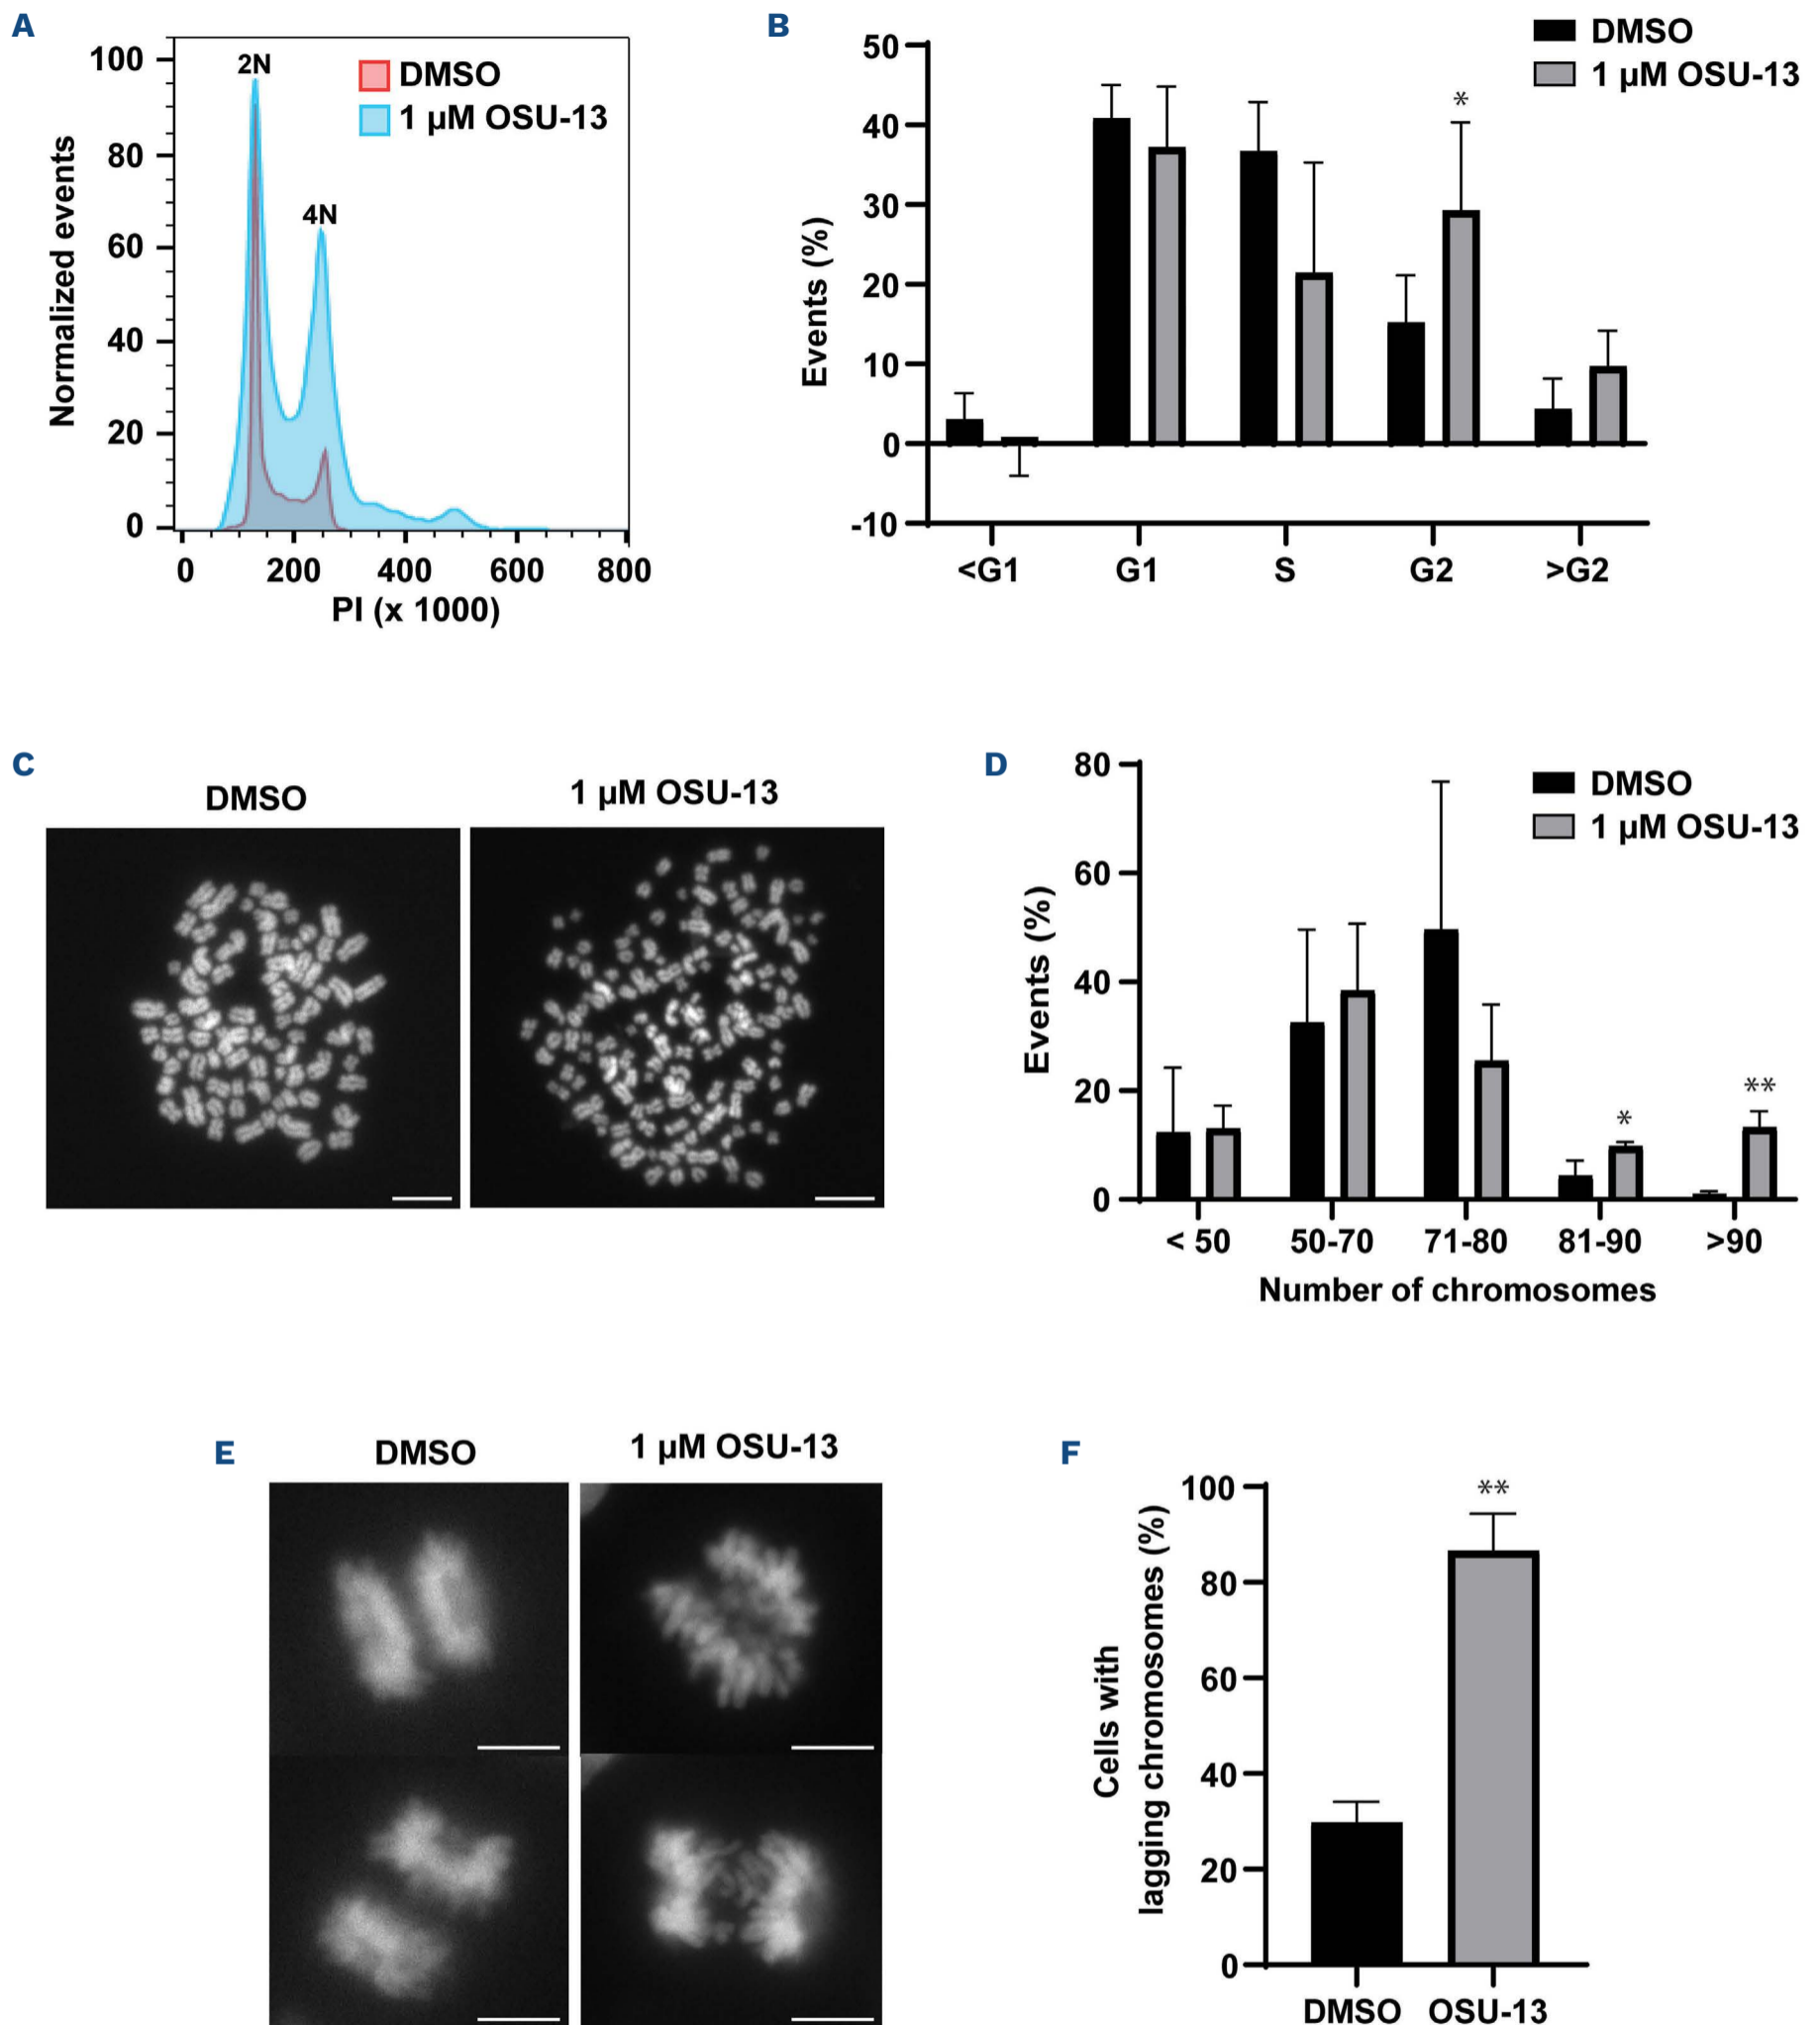 A
2N
4N
DMSO
1 µM OSU-13
100
80
60
40
20
0
Normalized events
0 200 400 600 800
PI (x 1000)
B
DMSO
1 µM OSU-13
*
50
40
30
20
10
0
-10
Events (%)
<G1 G1 S G2 >G2
C
DMSO
1 µM OSU-13
D
DMSO
1 µM OSU-13
80
60
40
20
0
Events (%)
*
**
< 50 50-70 71-80 81-90 >90
Number of chromosomes
E
DMSO
1 µM OSU-13
F
**
100
80
60
40
20
0
Cells with
lagging chromosomes (%)
DMSO OSU-13